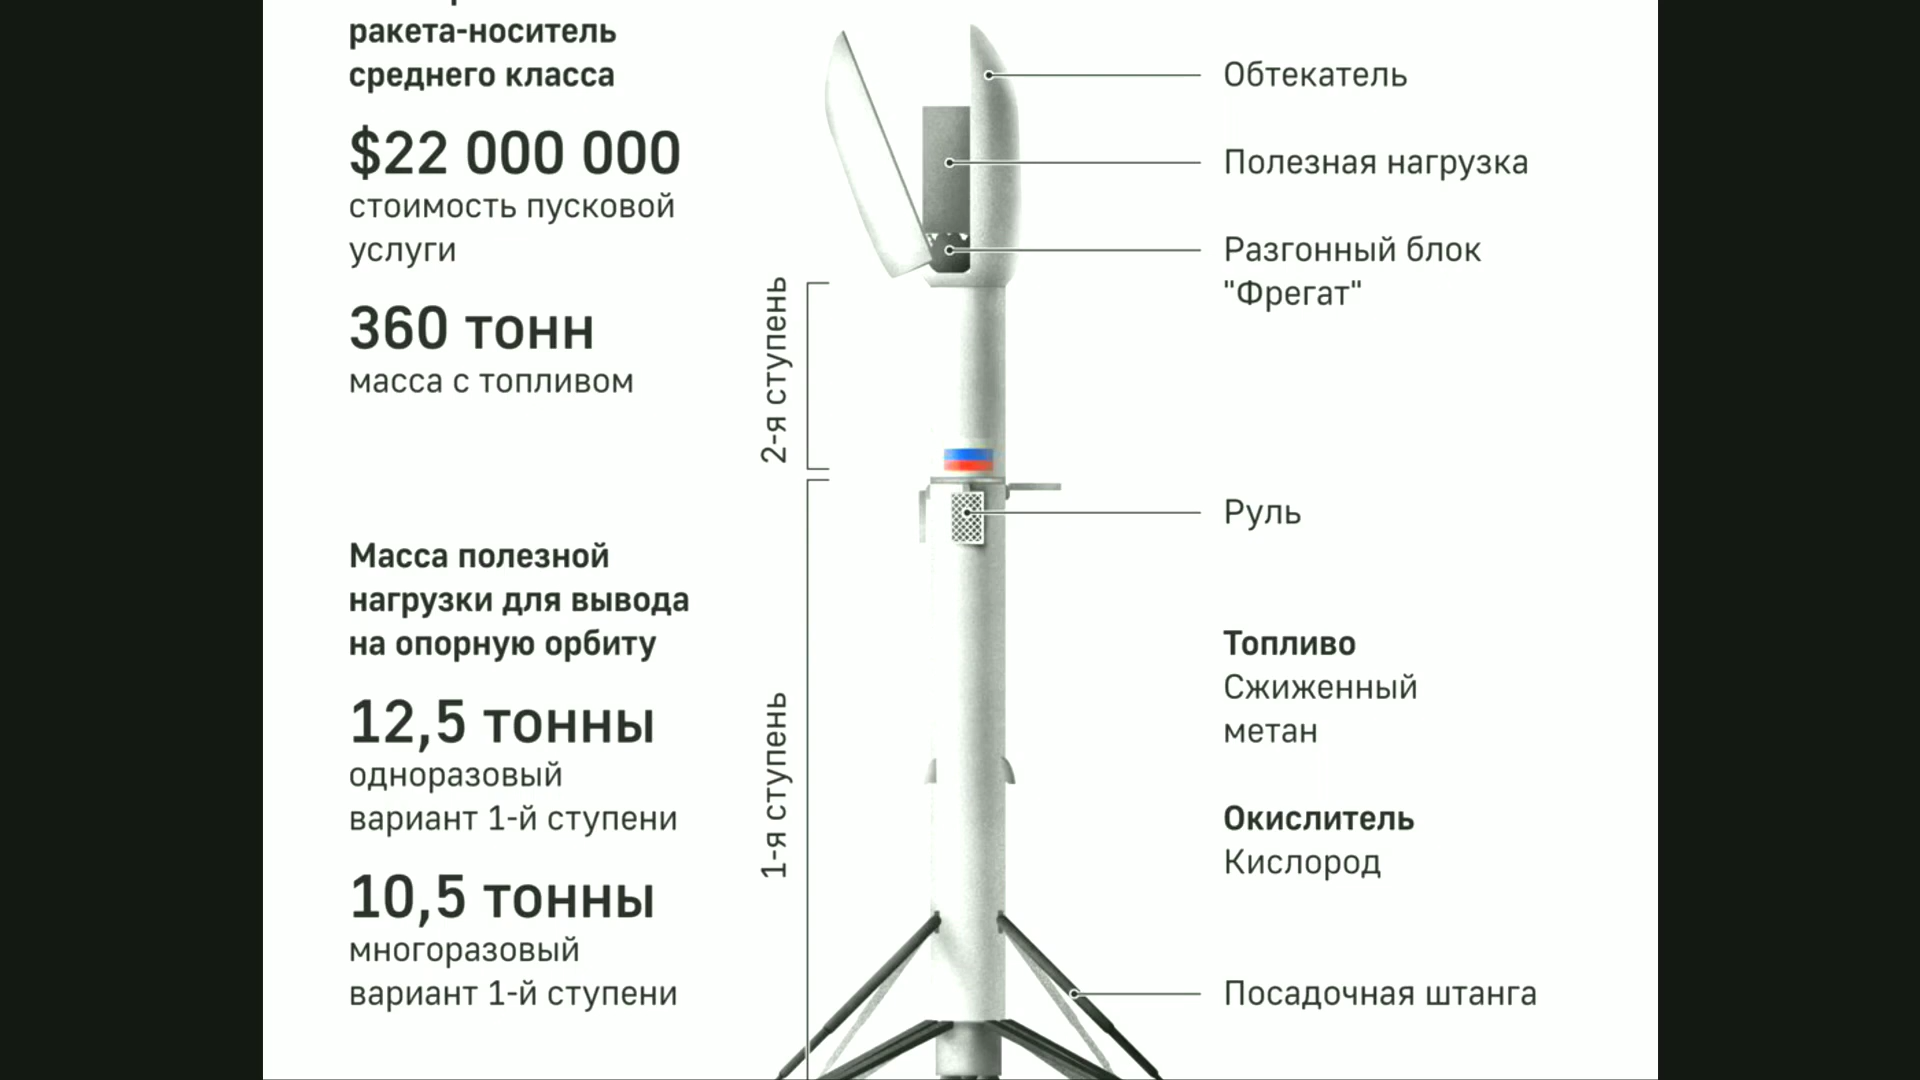 ракета-носитель
среднего класса
$22 000 000
стоимость пусковой
услуги
360 тонн
масса с топливом
Масса полезной
нагрузки для вывода
на опорную орбиту
12,5 тонны
одноразовый
вариант 1-й ступени
10,5 тонны
многоразовый
вариант 1-й ступени
2-я ступень
1-я ступень
Обтекатель
Полезная нагрузка
Разгонный блок
"Фрегат"
Руль
Топливо
Сжиженный
метан
Окислитель
Кислород
Посадочная штанга